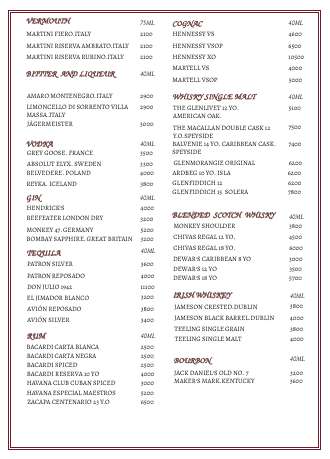 VERMOUTH 75ML
MARTINI FIERO.ITALY 2200
MARTINI RISERVA AMBRATO.ITALY 2200
MARTINI RISERVA RUBINO.ITALY 2200
BITTER AND LIQUEUR 40ML
AMARO MONTENEGRO.ITALY 2900
LIMONCELLO DI SORRENTO VILLA 2900
MASSA.ITALY
JÄGERMEISTER 3000
VODKA 40ML
GREY GOOSE. FRANCE 5500
ABSOLUT ELYX. SWEDEN 5300
BELVEDERE. POLAND 6000
REYKA. ICELAND 3800
GIN 40ML
HENDRICK'S 4000
BEEFEATER LONDON DRY 3200
MONKEY 47.GERMANY 5200
BOMBAY SAPPHIRE. GREAT BRITAIN 3200
TEQUILA 40ML
PATRON SILVER 3600
PATRON REPOSADO 4000
DON JULIO 1942 11200
EL JIMADOR BLANCO 3200
AVIÓN REPOSADO 3800
AVIÓN SILVER 3400
RUM 40ML
BACARDI CARTA BLANCA 2500
BACARDI CARTA NEGRA 2500
BACARDI SPICED 2500
BACARDI RESERVA 10 YO 4000
HAVANA CLUB CUBAN SPICED 3000
HAVANA ESPECIAL MAESTROS 5200
ZACAPA CENTENARIO 23 Y.O 6500
COGNAC 40ML
HENNESSY VS 4600
HENNESSY VSOP 6500
HENNESSY XO 10500
MARTELL VS 4000
MARTELL VSOP 5000
WHISKY SINGLE MALT 40ML
THE GLENLIVET 12 YO. 5100
AMERICAN OAK.
THE MACALLAN DOUBLE CASK 12 7500
Y.O.SPEYSIDE
BALVENIE 14 YO. CARIBBEAN CASK. 7400
SPEYSIDE
GLENMORANGIE ORIGINAL 6200
ARDBEG 10 YO. ISLA 6200
GLENFIDDICH 12 6200
GLENFIDDICH 15 SOLERA 7800
BLENDED SCOTCH WHISKY 40ML
MONKEY SHOULDER 3800
CHIVAS REGAL 12 YO. 4500
CHIVAS REGAL 18 YO. 6000
DEWAR'S CARIBBEAN 8 YO 3000
DEWAR'S 12 YO 3500
DEWAR'S 18 YO 5700
IRISH WHISKEY 40ML
JAMESON CRESTED.DUBLIN 3800
JAMESON BLACK BARREL.DUBLIN 4000
TEELING SINGLE GRAIN 3800
TEELING SINGLE MALT 4000
BOURBON 40ML
JACK DANIEL'S OLD NO. 7 3200
MAKER'S MARK.KENTUCKY 3600